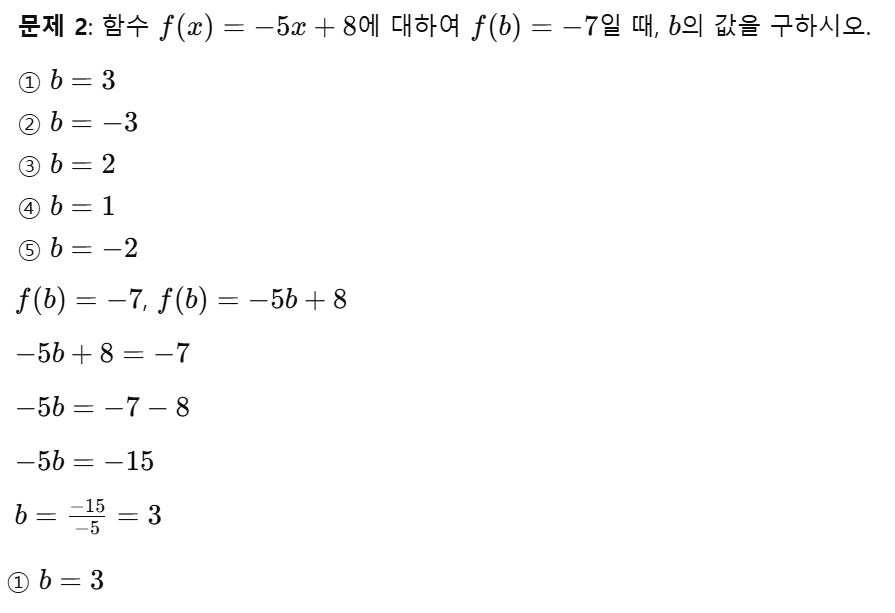 문제 2: 함수 f(x) = −5x + 8에 대하여 f(b) = −7일 때, b의 값을 구하시오.
① b = 3
② b = −3
③ b = 2
④ b = 1
⑤ b = −2
f(b) = −7, f(b) = −5b + 8
−5b + 8 = −7
−5b = −7 − 8
−5b = −15
b = \frac{−15}{−5} = 3
① b = 3